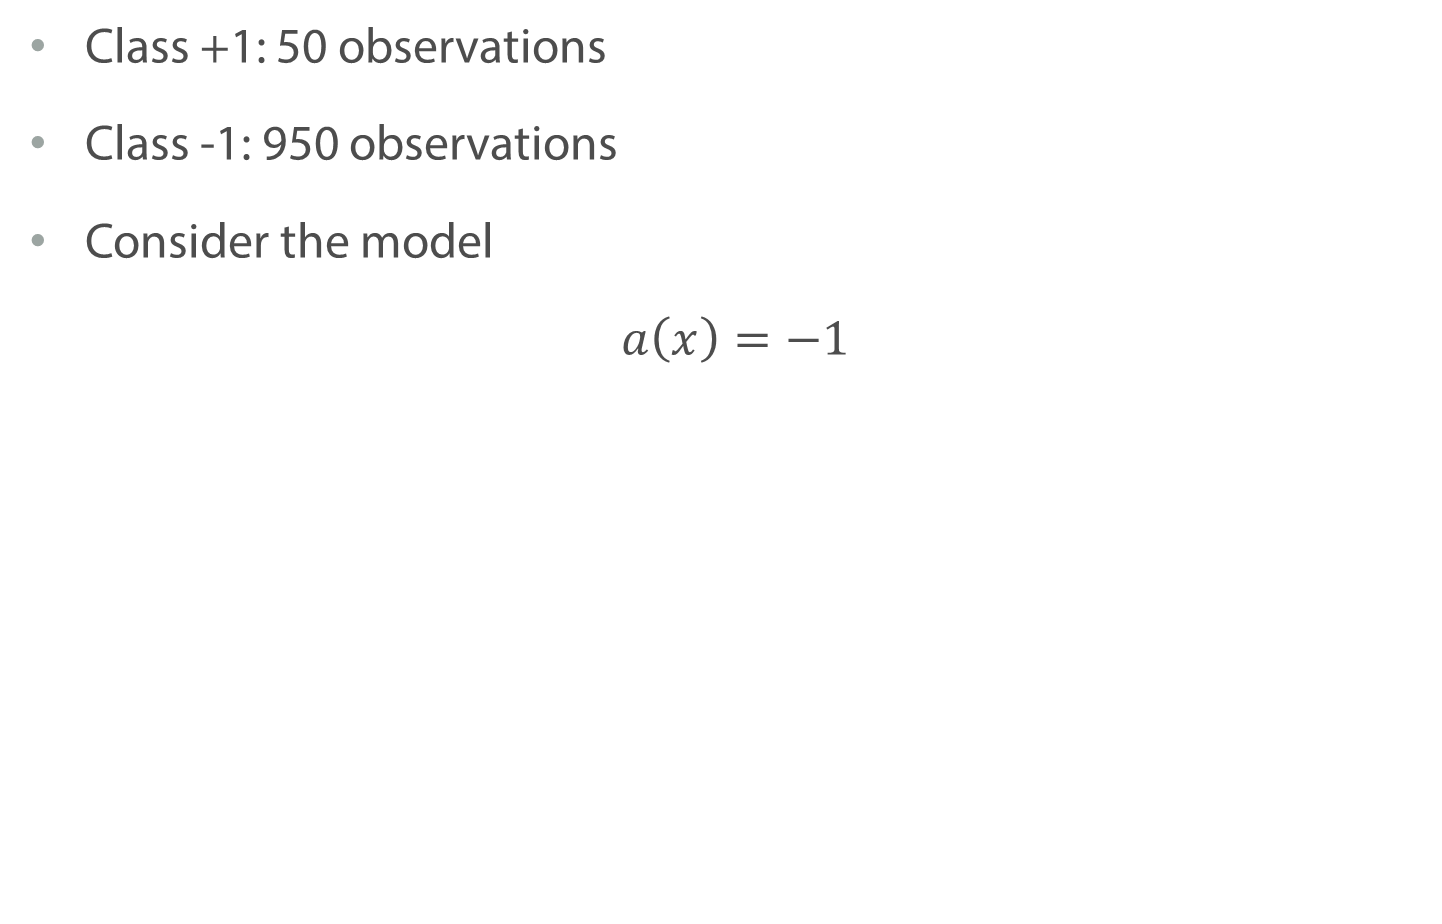 • Class +1: 50 observations
• Class -1: 950 observations
• Consider the model
a(x) = −1